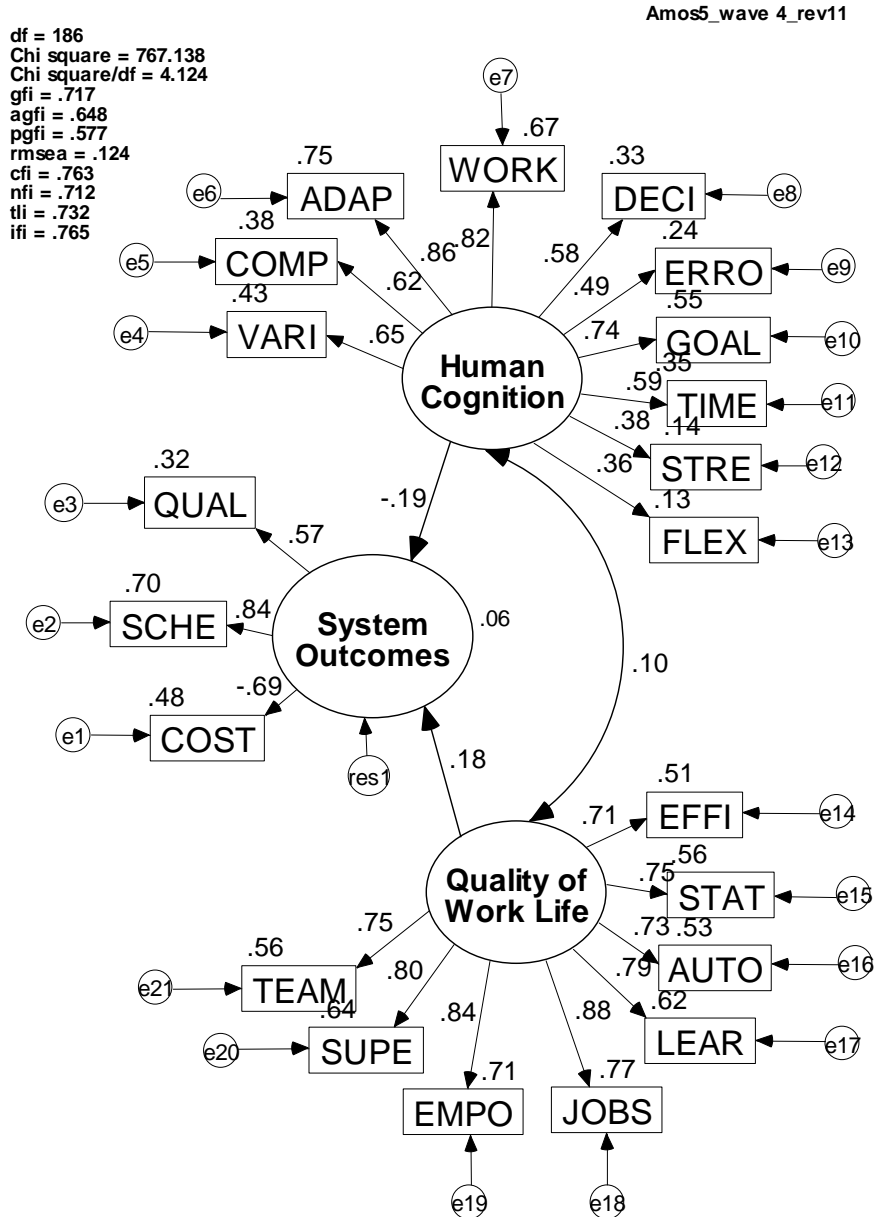 Amos5_wave 4_rev11
df = 186
Chi square = 767.138
Chi square/df = 4.124
gfi = .717
agfi = .648
pgfi = .577
rmsea = .124
cfi = .763
nfi = .712
tli = .732
ifi = .765
e7
.67
WORK
.75
ADAP
e6
.33
DECI
e8
.38
COMP
e5
.24
ERRO
e9
.43
VARI
e4
.55
GOAL
e10
.86
.82
.58
.62
.49
.65
.74
Human
Cognition
.35
.59
TIME
e11
.38
.14
STRE
e12
.36
.13
FLEX
e13
.32
QUAL
e3
.57
-.19
.70
SCHE
e2
.84
System
Outcomes
.06
.48
COST
e1
-.69
res1
.10
.18
.51
EFFI
e14
.71
Quality of
Work Life
.56
.75
STAT
e15
.73
.53
AUTO
e16
.79
.62
LEAR
e17
.75
.56
TEAM
e21
.80
.64
SUPE
e20
.84
.71
EMPO
e19
.88
.77
JOBS
e18